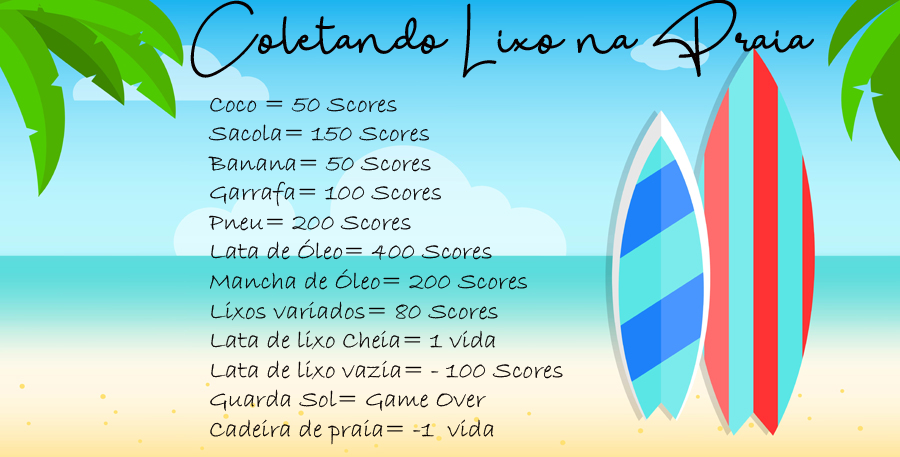 Coletando Lixo na Praia
Coco = 50 Scores
Sacola= 150 Scores
Banana= 50 Scores
Garrafa= 100 Scores
Pneu= 200 Scores
Lata de Óleo= 400 Scores
Mancha de Óleo= 200 Scores
Lixos variados= 80 Scores
Lata de lixo Cheia= 1 vida
Lata de lixo vazia= - 100 Scores
Guarda Sol= Game Over
Cadeira de praia= -1 vida